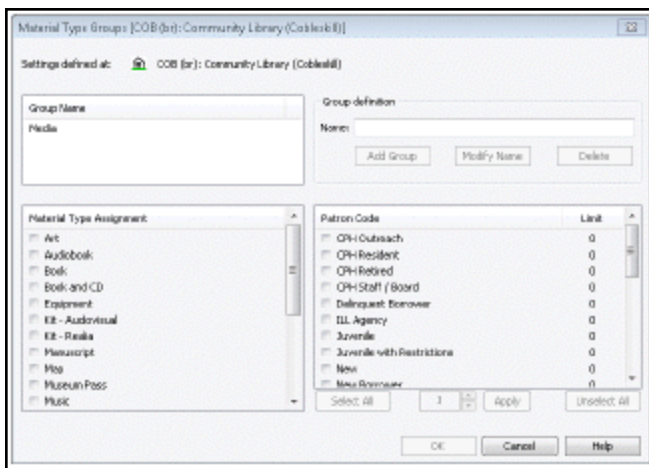 Material Type Groups [COB (br): Community Library (Cobleskill)]
Settings defined at: COB (br): Community Library (Cobleskill)
Group Name
Media
Group definition
Name:
Add Group Modify Name Delete
Material Type Assignment
Art
Audiobook
Book
Book and CD
Equipment
Kit - Audiovisual
Kit - Realia
Manuscript
Map
Museum Pass
Music
Patron Code Limit
CPH Outreach 0
CPH Resident 0
CPH Retired 0
CPH Staff / Board 0
Delinquent Borrower 0
ILL Agency 0
Juvenile 0
Juvenile with Restrictions 0
New 0
New Borrower 0
Select All 1 Apply Unselect All
OK Cancel Help